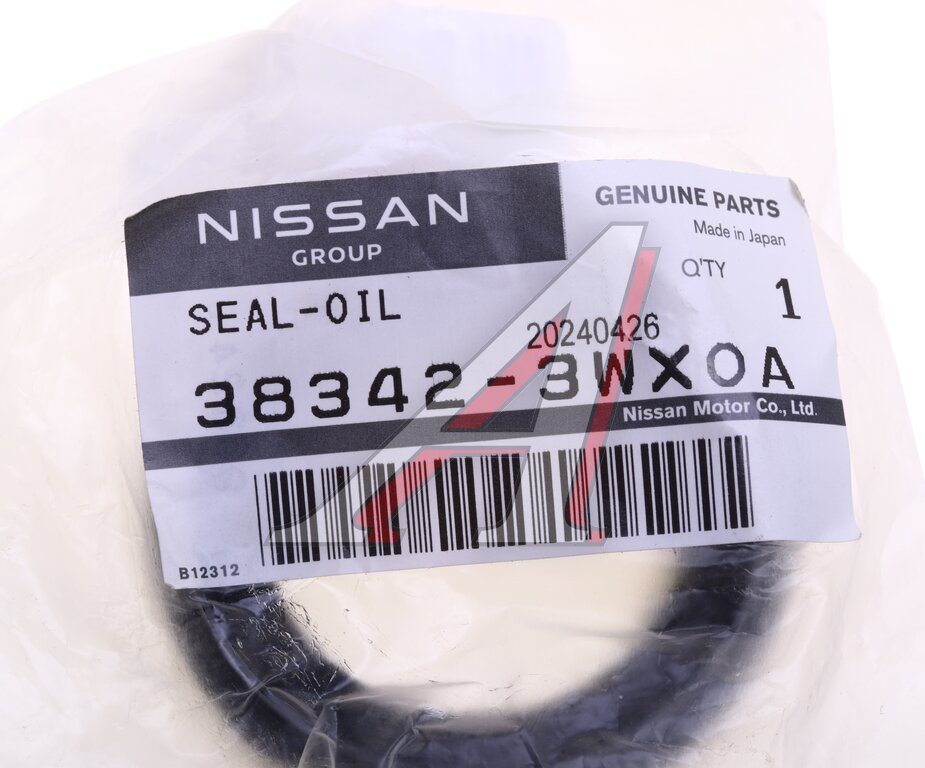 NISSAN
GROUP
GENUINE PARTS
Made in Japan
Q'TY
1
SEAL-OIL
20240426
38342-3WX0A
Nissan Motor Co., Ltd.
B12312